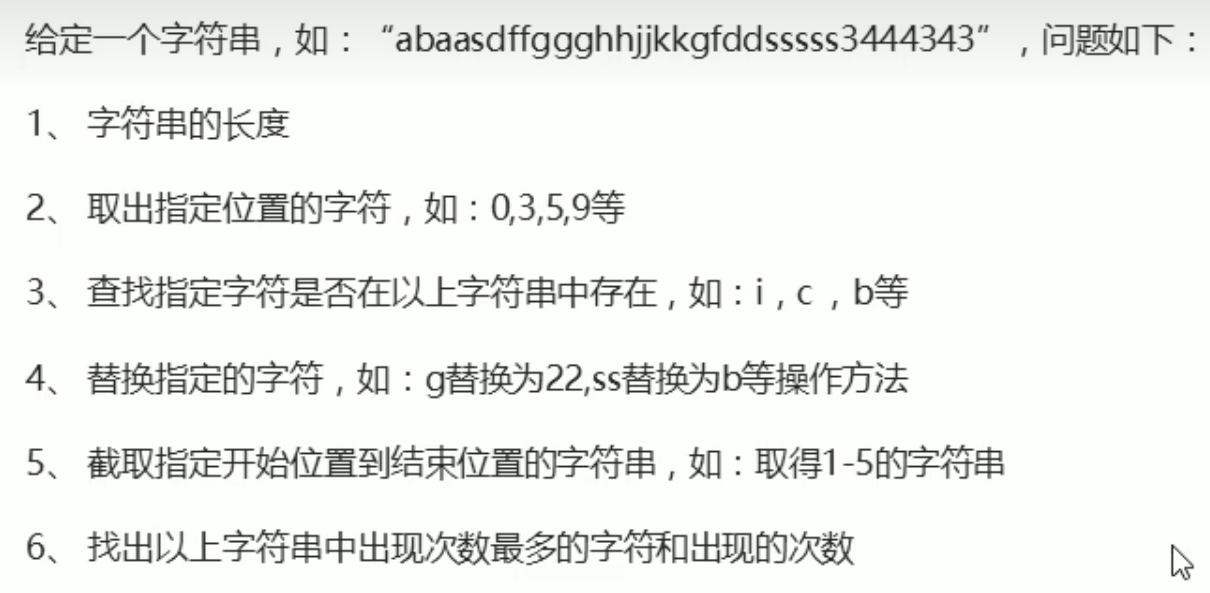 给定一个字符串，如：“abaasdffggghhjjkkgfddsssss3444343”，问题如下：
1、 字符串的长度
2、 取出指定位置的字符，如：0,3,5,9等
3、 查找指定字符是否在以上字符串中存在，如：i，c ，b等
4、 替换指定的字符，如：g替换为22,ss替换为b等操作方法
5、 截取指定开始位置到结束位置的字符串，如：取得1-5的字符串
6、 找出以上字符串中出现次数最多的字符和出现的次数